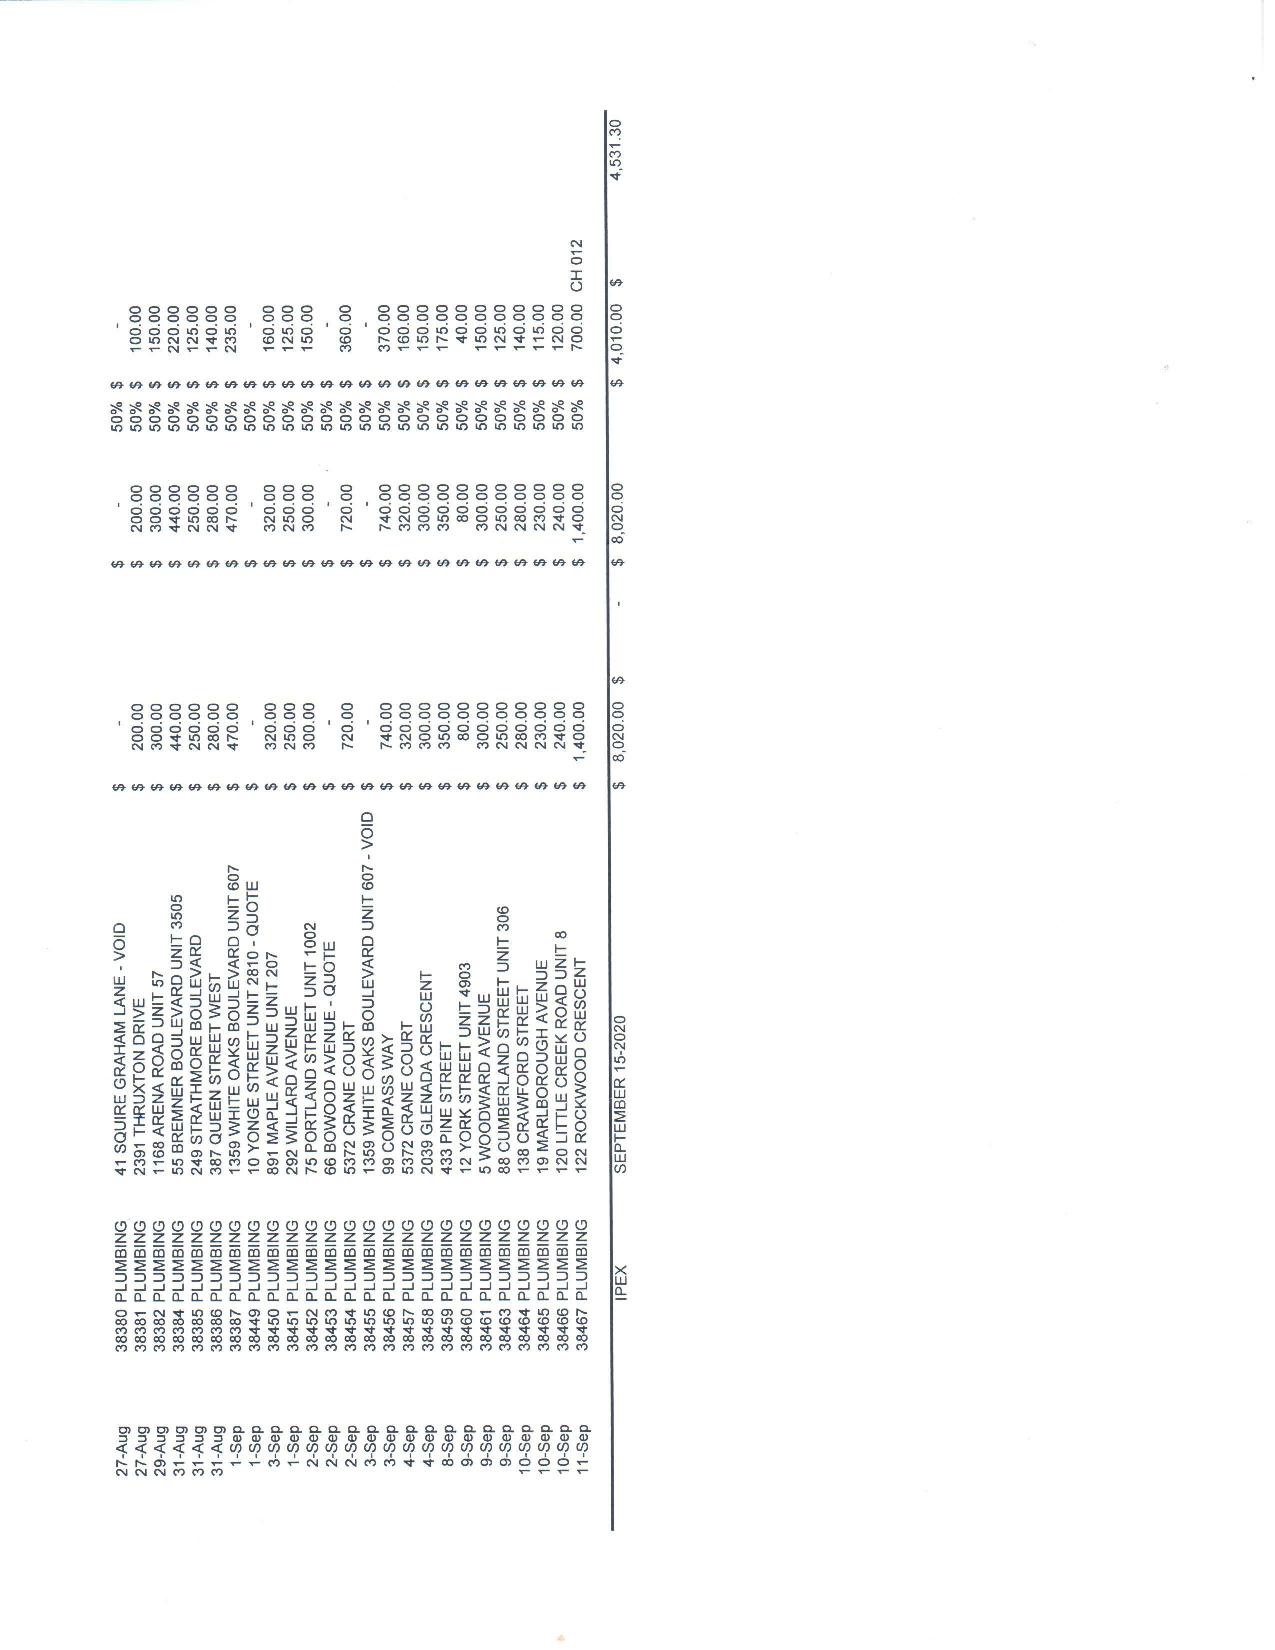 27-Aug 38380 PLUMBING 41 SQUIRE GRAHAM LANE - VOID $ - $ - 50% $ -
27-Aug 38381 PLUMBING 2391 THRUXTON DRIVE $ 200.00 $ 200.00 50% $ 100.00
29-Aug 38382 PLUMBING 1168 ARENA ROAD UNIT 57 $ 300.00 $ 300.00 50% $ 150.00
31-Aug 38384 PLUMBING 55 BREMNER BOULEVARD UNIT 3505 $ 440.00 $ 440.00 50% $ 220.00
31-Aug 38385 PLUMBING 249 STRATHMORE BOULEVARD $ 250.00 $ 250.00 50% $ 125.00
31-Aug 38386 PLUMBING 387 QUEEN STREET WEST $ 280.00 $ 280.00 50% $ 140.00
1-Sep 38387 PLUMBING 1359 WHITE OAKS BOULEVARD UNIT 607 $ 470.00 $ 470.00 50% $ 235.00
1-Sep 38449 PLUMBING 10 YONGE STREET UNIT 2810 - QUOTE $ - $ - 50% $ -
3-Sep 38450 PLUMBING 891 MAPLE AVENUE UNIT 207 $ 320.00 $ 320.00 50% $ 160.00
1-Sep 38451 PLUMBING 292 WILLARD AVENUE $ 250.00 $ 250.00 50% $ 125.00
2-Sep 38452 PLUMBING 75 PORTLAND STREET UNIT 1002 $ 300.00 $ 300.00 50% $ 150.00
2-Sep 38453 PLUMBING 66 BOWOOD AVENUE - QUOTE $ - $ - 50% $ -
2-Sep 38454 PLUMBING 5372 CRANE COURT $ 720.00 $ 720.00 50% $ 360.00
3-Sep 38455 PLUMBING 1359 WHITE OAKS BOULEVARD UNIT 607 - VOID $ - $ - 50% $ -
3-Sep 38456 PLUMBING 99 COMPASS WAY $ 740.00 $ 740.00 50% $ 370.00
4-Sep 38457 PLUMBING 5372 CRANE COURT $ 320.00 $ 320.00 50% $ 160.00
4-Sep 38458 PLUMBING 2039 GLENADA CRESCENT $ 300.00 $ 300.00 50% $ 150.00
8-Sep 38459 PLUMBING 433 PINE STREET $ 350.00 $ 350.00 50% $ 175.00
9-Sep 38460 PLUMBING 12 YORK STREET UNIT 4903 $ 80.00 $ 80.00 50% $ 40.00
9-Sep 38461 PLUMBING 5 WOODWARD AVENUE $ 300.00 $ 300.00 50% $ 150.00
9-Sep 38463 PLUMBING 88 CUMBERLAND STREET UNIT 306 $ 250.00 $ 250.00 50% $ 125.00
10-Sep 38464 PLUMBING 138 CRAWFORD STREET $ 280.00 $ 280.00 50% $ 140.00
10-Sep 38465 PLUMBING 19 MARLBOROUGH AVENUE $ 230.00 $ 230.00 50% $ 115.00
10-Sep 38466 PLUMBING 120 LITTLE CREEK ROAD UNIT 8 $ 240.00 $ 240.00 50% $ 120.00
11-Sep 38467 PLUMBING 122 ROCKWOOD CRESCENT $ 1,400.00 $ 1,400.00 50% $ 700.00 CH 012
IPEX SEPTEMBER 15-2020 $ 8,020.00 $ - $ 8,020.00 $ 4,010.00 $ 4,531.30